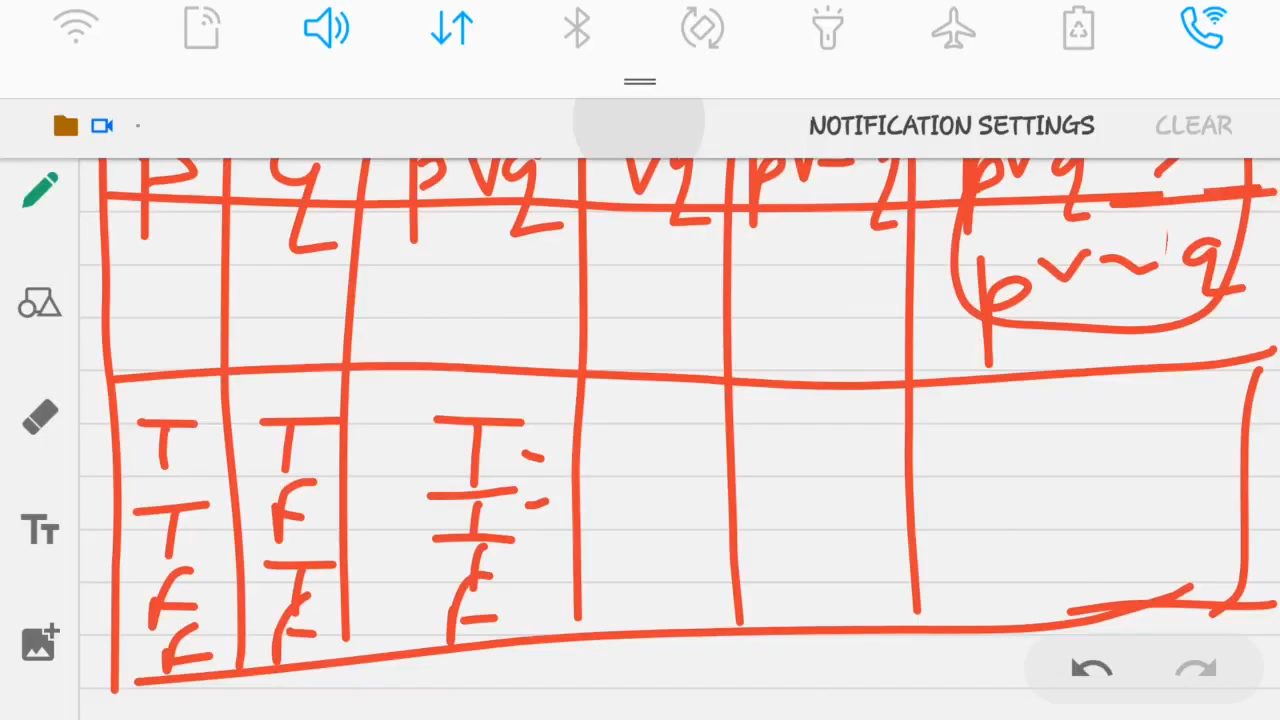 NOTIFICATION SETTINGS CLEAR
p q p v q v q p v ~ q p v q
p v ~ q
T T T
T F T
F T F
F F F